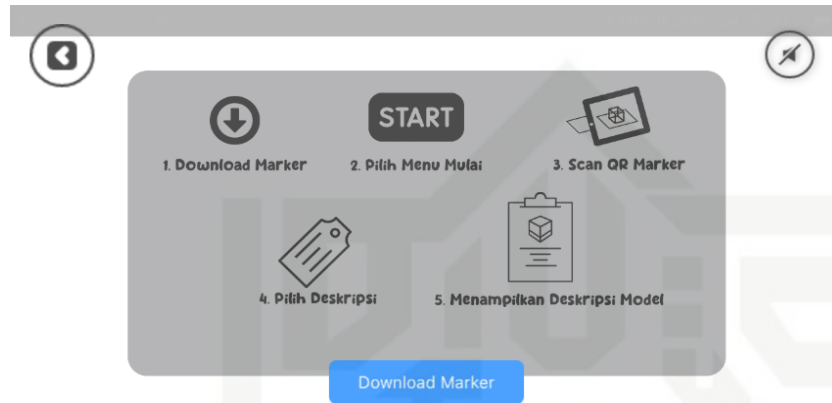 START
1. Download Marker
2. Pilih Menu Mulai
3. Scan QR Marker
4. Pilih Deskripsi
5. Menampilkan Deskripsi Model
Download Marker